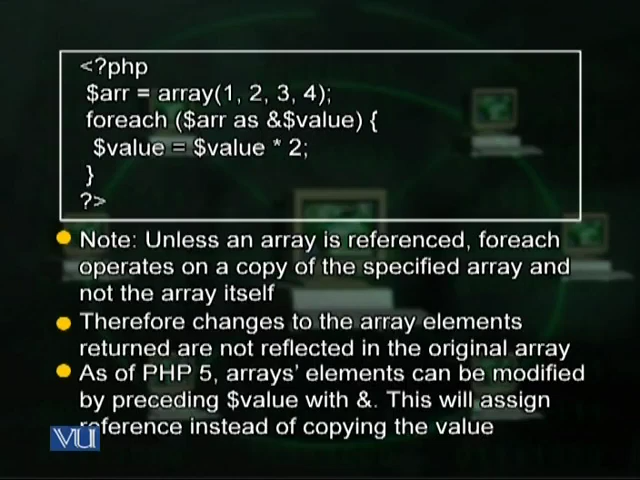 <?php
$arr = array(1, 2, 3, 4);
foreach ($arr as &$value) {
$value = $value * 2;
}
?>
Note: Unless an array is referenced, foreach
operates on a copy of the specified array and
not the array itself
Therefore changes to the array elements
returned are not reflected in the original array
As of PHP 5, arrays' elements can be modified
by preceding $value with &. This will assign
reference instead of copying the value
VU